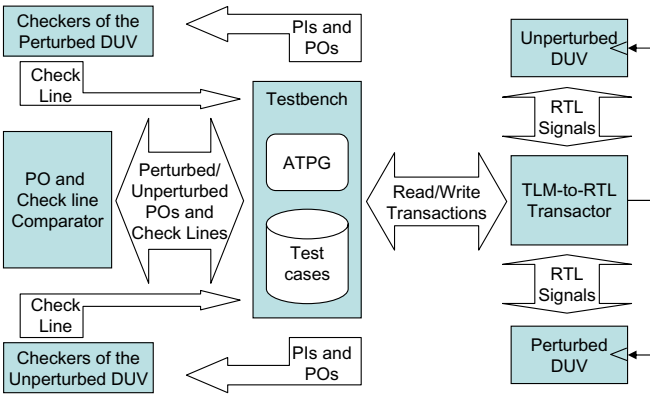 Checkers of the
Perturbed DUV
PIs and
POs
Unperturbed
DUV
Check
Line
Testbench
RTL
Signals
PO and
Check line
Comparator
Perturbed/
Unperturbed
POs and
Check Lines
ATPG
Test
cases
Read/Write
Transactions
TLM-to-RTL
Transactor
Check
Line
RTL
Signals
Checkers of the
Unperturbed DUV
PIs and
POs
Perturbed
DUV